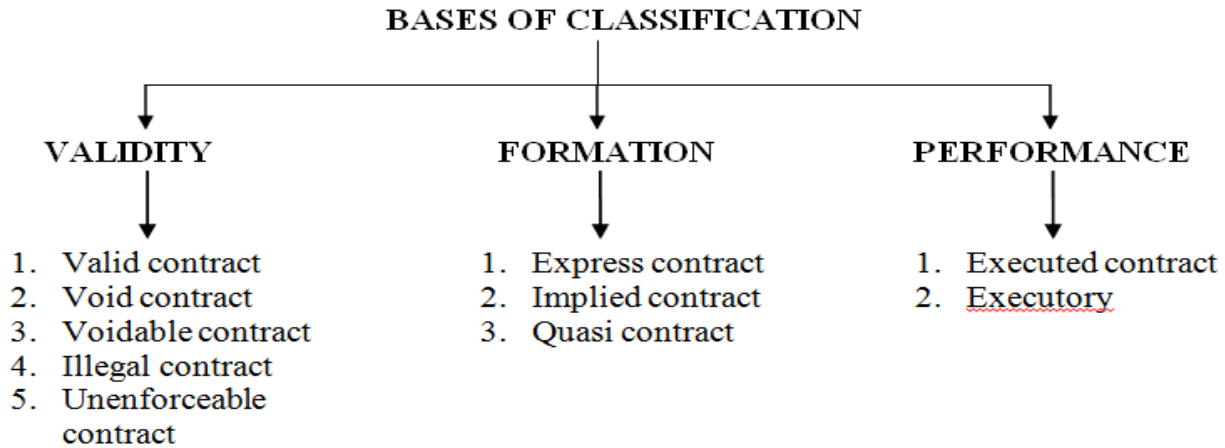 BASES OF CLASSIFICATION
VALIDITY
1. Valid contract
2. Void contract
3. Voidable contract
4. Illegal contract
5. Unenforceable
contract
FORMATION
1. Express contract
2. Implied contract
3. Quasi contract
PERFORMANCE
1. Executed contract
2. Executory